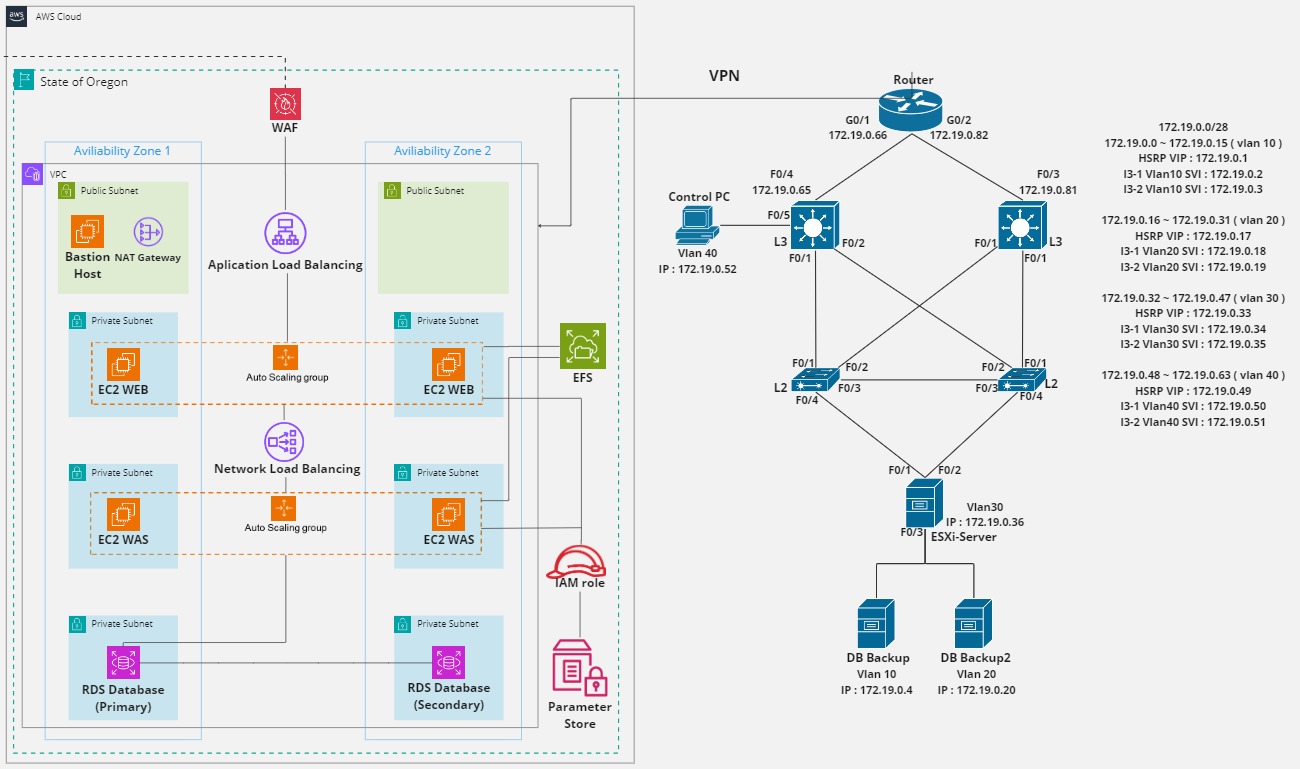 aws
AWS Cloud
State of Oregon
WAF
Aviliability Zone 1
Aviliability Zone 2
VPC
Public Subnet
Public Subnet
Bastion
Host
NAT Gateway
Aplication Load Balancing
Private Subnet
Private Subnet
EC2 WEB
Auto Scaling group
EC2 WEB
EFS
Network Load Balancing
Private Subnet
Private Subnet
EC2 WAS
Auto Scaling group
EC2 WAS
IAM role
Private Subnet
Private Subnet
RDS Database
(Primary)
RDS Database
(Secondary)
Parameter
Store
VPN
Router
G0/1
172.19.0.66
G0/2
172.19.0.82
F0/4
172.19.0.65
F0/3
172.19.0.81
Control PC
F0/5
Vlan 40
IP : 172.19.0.52
L3
F0/2
F0/1
F0/1
L3
F0/1
F0/1
F0/2
L2
F0/3
F0/4
F0/2
F0/1
F0/3
L2
F0/4
F0/1
F0/2
Vlan30
IP : 172.19.0.36
F0/3
ESXi-Server
DB Backup
Vlan 10
IP : 172.19.0.4
DB Backup2
Vlan 20
IP : 172.19.0.20
172.19.0.0/28
172.19.0.0 ~ 172.19.0.15 ( vlan 10 )
HSRP VIP : 172.19.0.1
l3-1 Vlan10 SVI : 172.19.0.2
l3-2 Vlan10 SVI : 172.19.0.3
172.19.0.16 ~ 172.19.0.31 ( vlan 20 )
HSRP VIP : 172.19.0.17
l3-1 Vlan20 SVI : 172.19.0.18
l3-2 Vlan20 SVI : 172.19.0.19
172.19.0.32 ~ 172.19.0.47 ( vlan 30 )
HSRP VIP : 172.19.0.33
l3-1 Vlan30 SVI : 172.19.0.34
l3-2 Vlan30 SVI : 172.19.0.35
172.19.0.48 ~ 172.19.0.63 ( vlan 40 )
HSRP VIP : 172.19.0.49
l3-1 Vlan40 SVI : 172.19.0.50
l3-2 Vlan40 SVI : 172.19.0.51